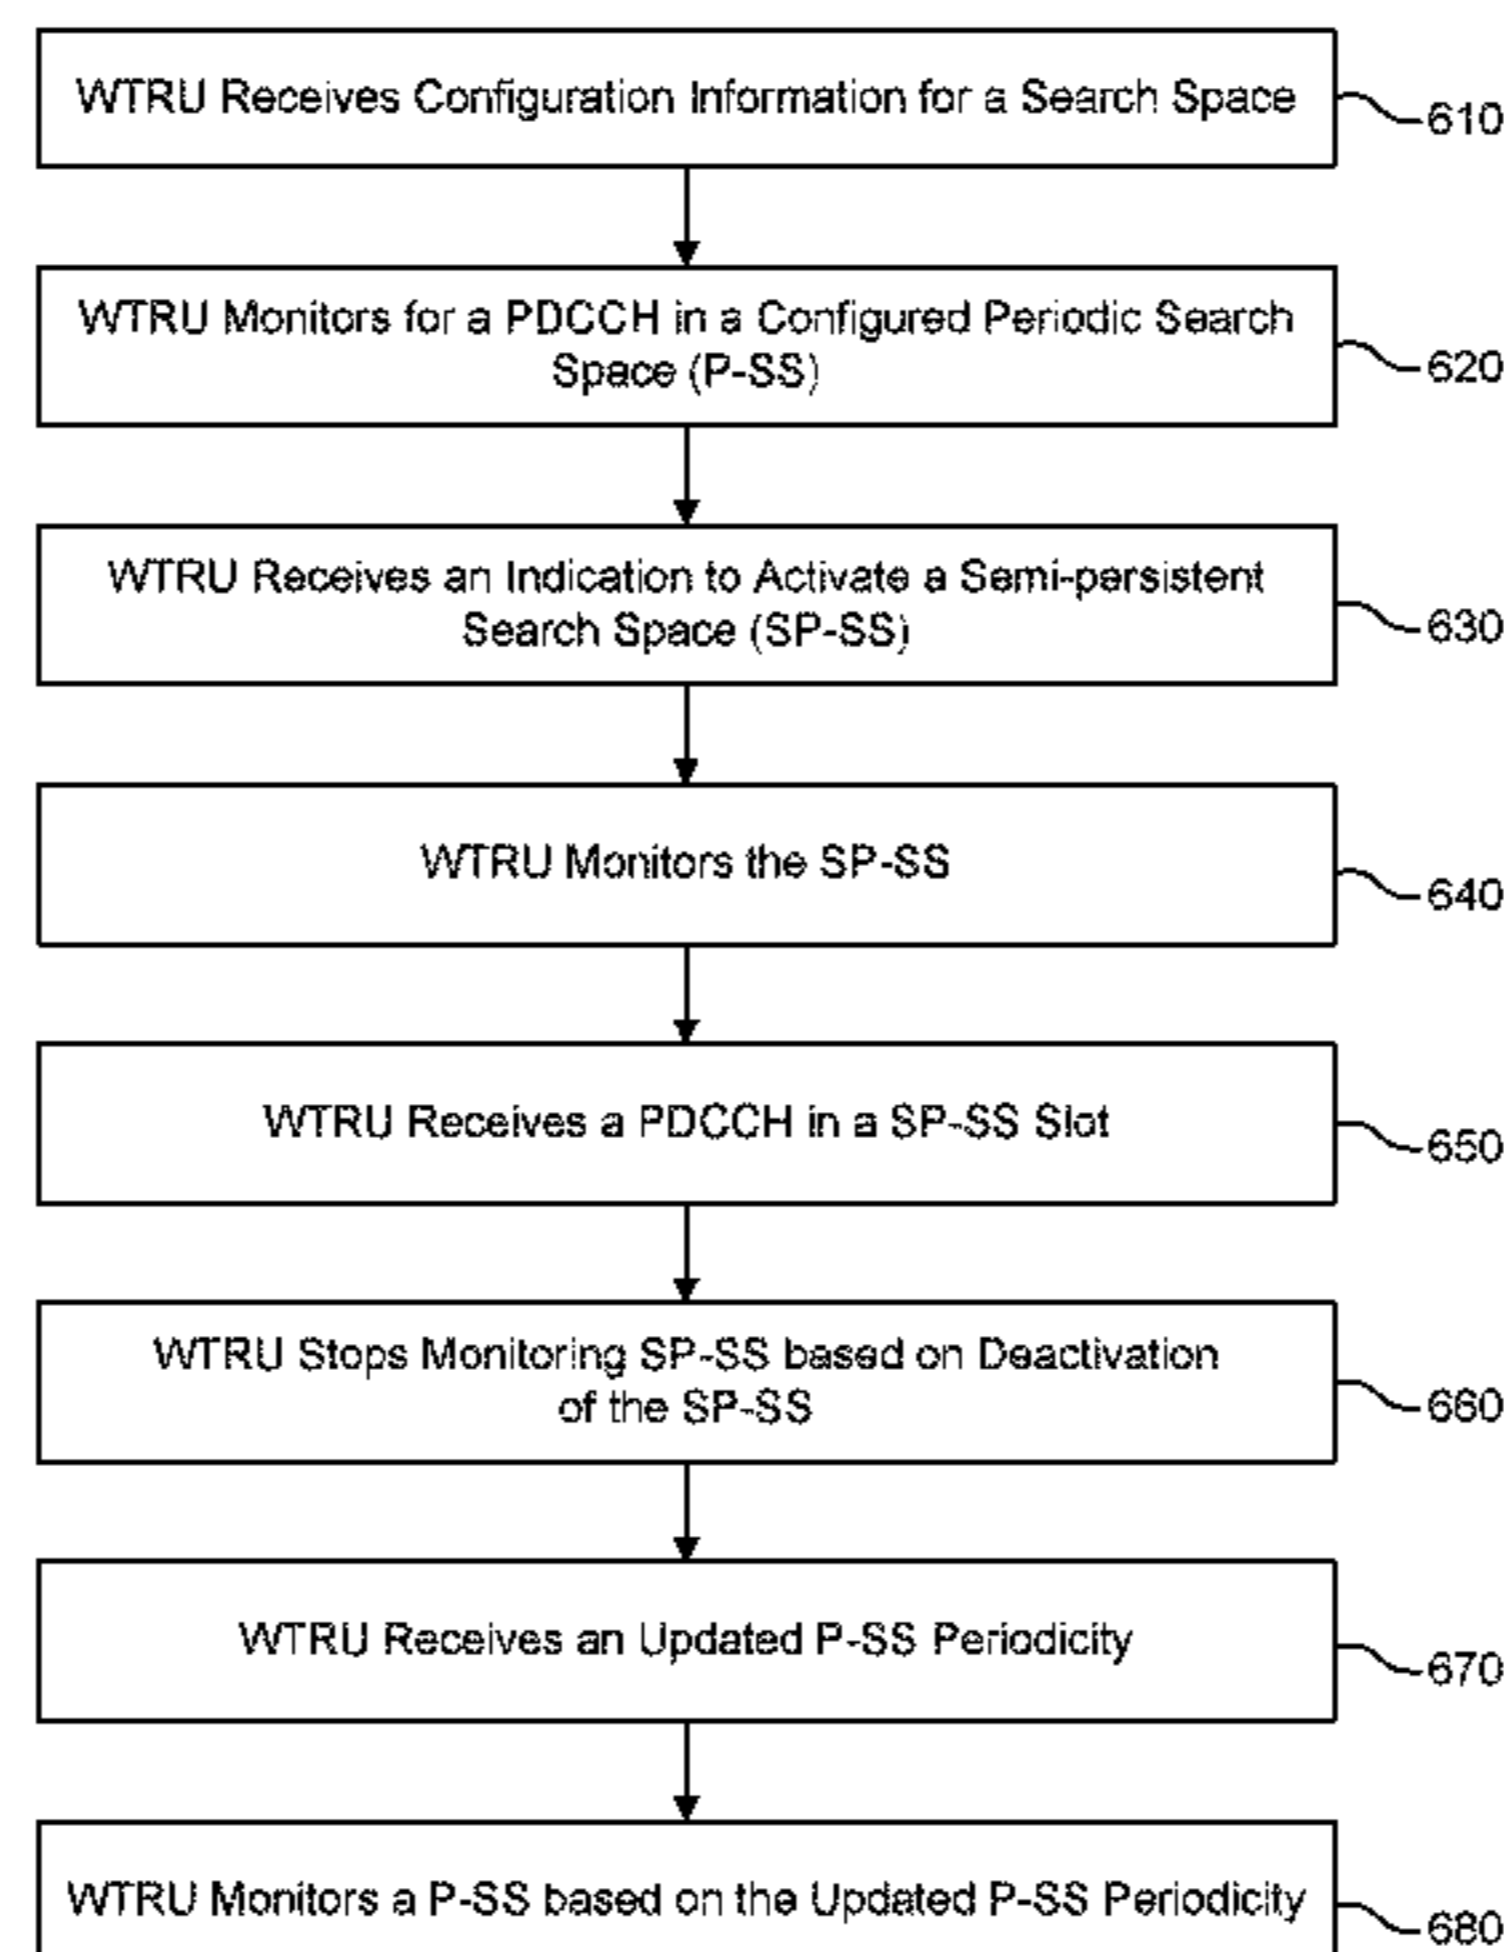 WTRU Receives Configuration Information for a Search Space
610
WTRU Monitors for a PDCCH in a Configured Periodic Search
Space (P-SS)
620
WTRU Receives an Indication to Activate a Semi-persistent
Search Space (SP-SS)
630
WTRU Monitors the SP-SS
640
WTRU Receives a PDCCH in a SP-SS Slot
650
WTRU Stops Monitoring SP-SS based on Deactivation
of the SP-SS
660
WTRU Receives an Updated P-SS Periodicity
670
WTRU Monitors a P-SS based on the Updated P-SS Periodicity
680